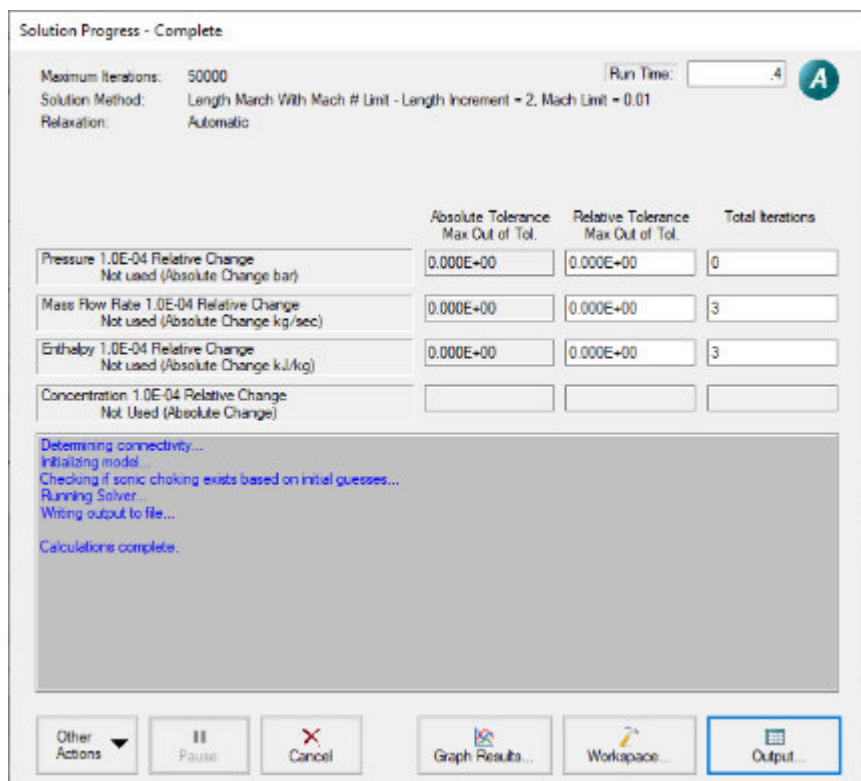 Solution Progress - Complete
Maximum Iterations: 50000
Run Time: .4
A
Solution Method: Length March With Mach # Limit - Length Increment = 2, Mach Limit = 0.01
Relaxation: Automatic
Absolute Tolerance Relative Tolerance Total Iterations
Max Out of Tol. Max Out of Tol.
Pressure 1.0E-04 Relative Change 0.000E+00 0.000E+00 0
Not used (Absolute Change bar)
Mass Flow Rate 1.0E-04 Relative Change 0.000E+00 0.000E+00 3
Not used (Absolute Change kg/sec)
Enthalpy 1.0E-04 Relative Change 0.000E+00 0.000E+00 3
Not used (Absolute Change kJ/kg)
Concentration 1.0E-04 Relative Change
Not Used (Absolute Change)
Determining connectivity...
Initializing model...
Checking if sonic choking exists based on initial guesses...
Running Solver...
Writing output to file...
Calculations complete.
Other Actions
Pause
Cancel
Graph Results...
Workspace...
Output...